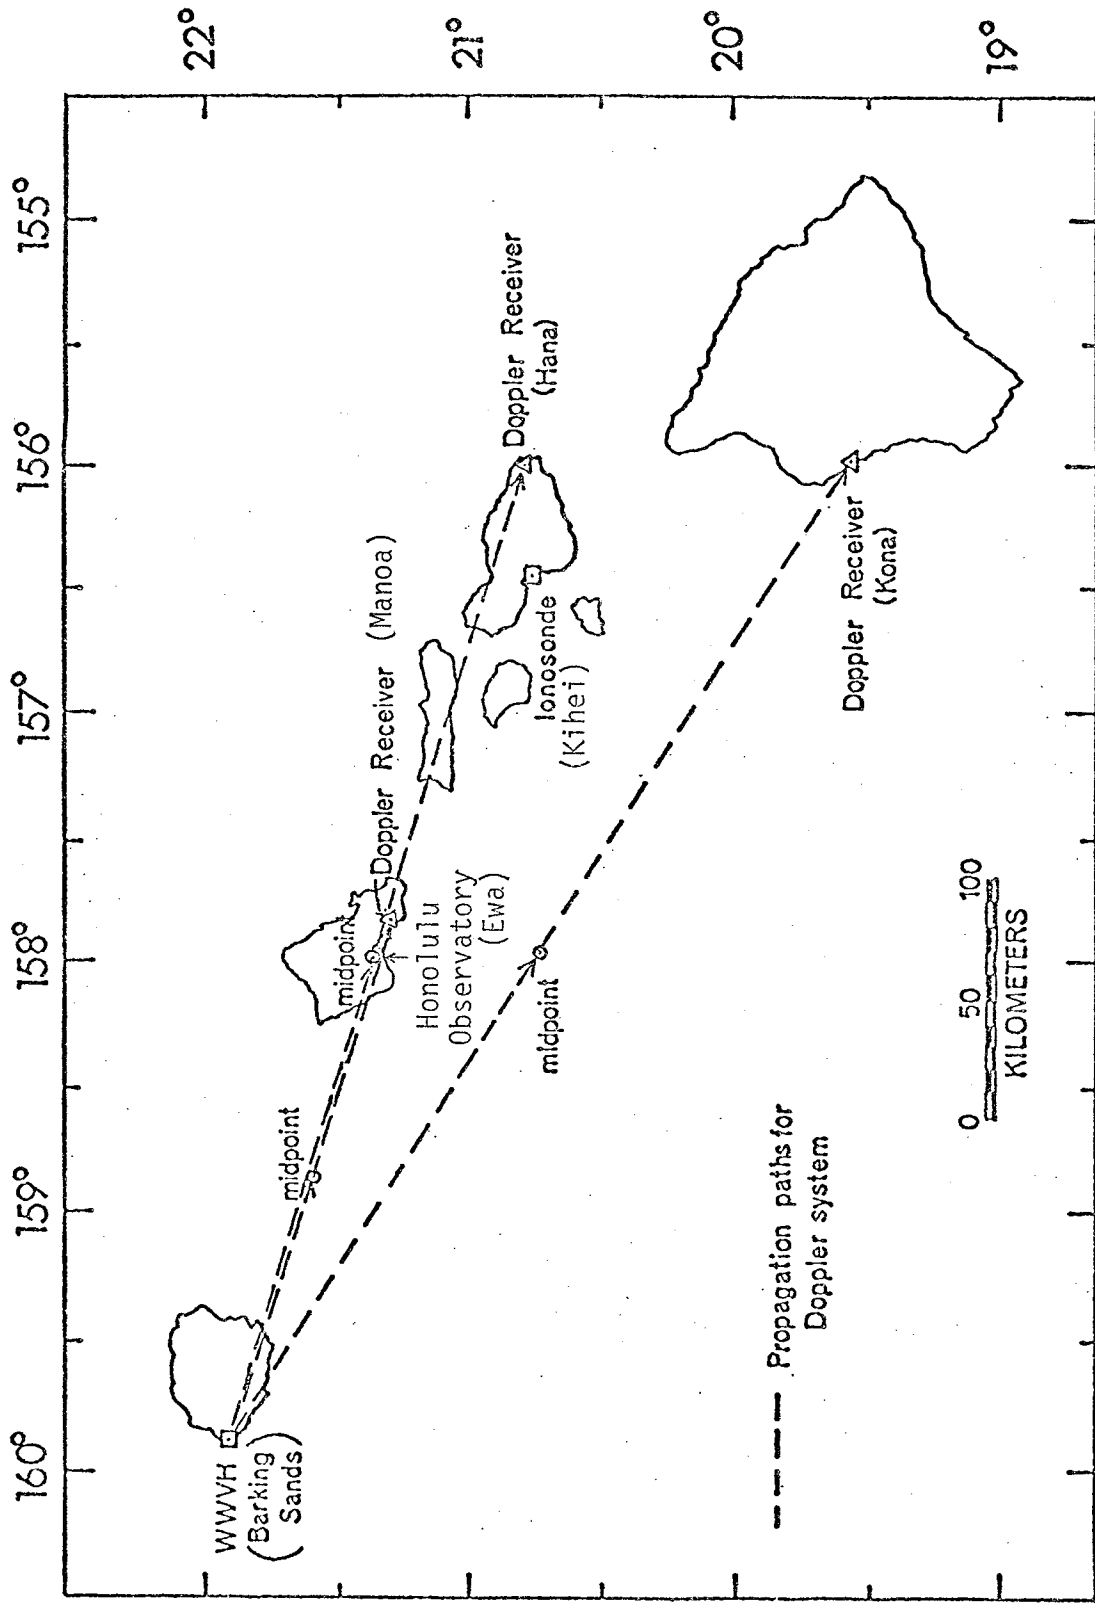 160°
159°
158°
157°
156°
155°
22°
21°
20°
19°
WWVH
(Barking
Sands)
midpoint
midpoint
Doppler Receiver (Manoa)
Honolulu
Observatory
(Ewa)
Doppler Receiver
(Hana)
Ionosonde
(Kihei)
midpoint
Doppler Receiver
(Kona)
Propagation paths for
Doppler system
0 50 100
KILOMETERS